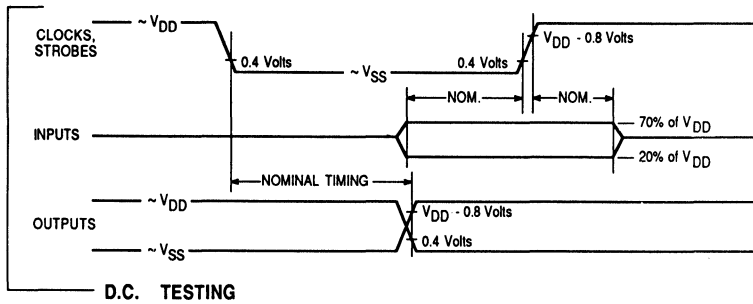 CLOCKS,
STROBES
~ VDD
0.4 Volts
~ VSS
0.4 Volts
VDD - 0.8 Volts
NOM.
NOM.
INPUTS
70% of VDD
20% of VDD
NOMINAL TIMING
OUTPUTS
~ VDD
VDD - 0.8 Volts
0.4 Volts
~ VSS
D.C. TESTING